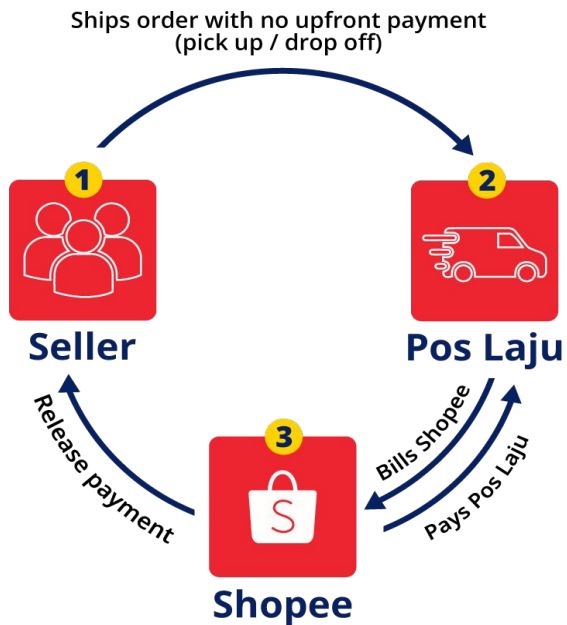 Ships order with no upfront payment
(pick up / drop off)
1
2
Seller
Pos Laju
Release payment
Bills Shopee
Pays Pos Laju
3
S
Shopee